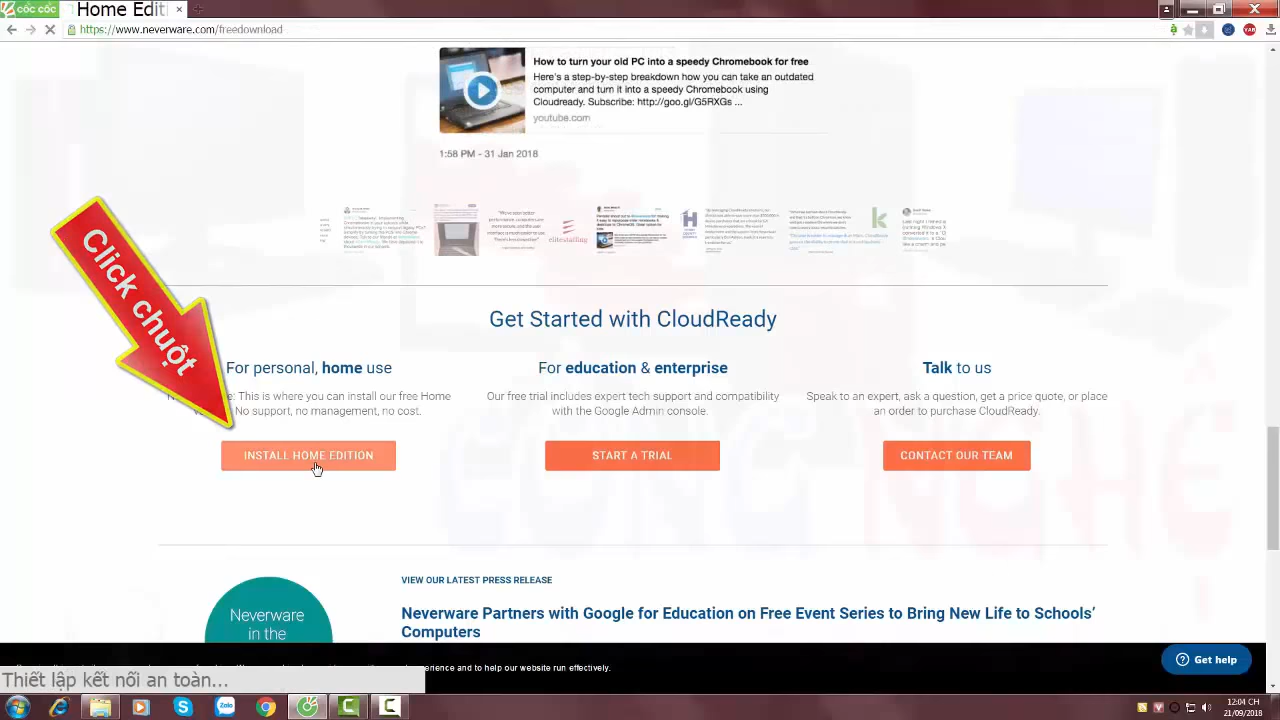 CỐC CỐC
Home Edit
https://www.neverware.com/freedownload
How to turn your old PC into a speedy Chromebook for free
Here's a step-by-step breakdown how you can take an outdated
computer and turn it into a speedy Chromebook using
Cloudready. Subscribe: http://goo.gl/G5RXGs ...
youtube.com
1:58 PM - 31 Jan 2018
Click chuột
Get Started with CloudReady
For personal, home use
: This is where you can install our free Home
No support, no management, no cost.
INSTALL HOME EDITION
For education & enterprise
Our free trial includes expert tech support and compatibility
with the Google Admin console.
START A TRIAL
Talk to us
Speak to an expert, ask a question, get a price quote, or place
an order to purchase CloudReady.
CONTACT OUR TEAM
VIEW OUR LATEST PRESS RELEASE
Neverware Partners with Google for Education on Free Event Series to Bring New Life to Schools'
Computers
Neverware
in the
and to help our website run effectively.
Get help
Thiết lập kết nối an toàn...
Zalo
12:04 CH
21/09/2018